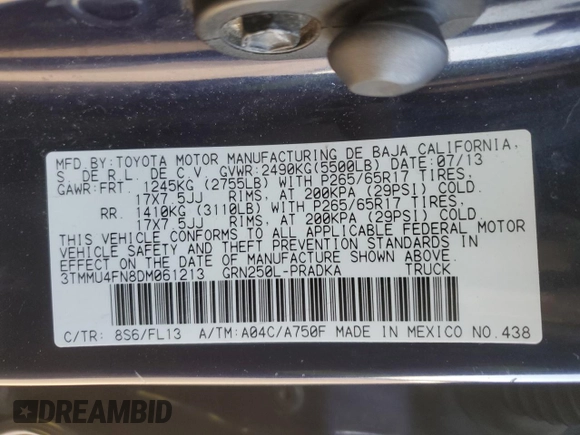 MFD.BY:TOYOTA MOTOR MANUFACTURING DE BAJA CALIFORNIA,
S. DE R.L. DE C.V. GVWR:2490KG(5500LB) DATE:07/13
GAWR:FRT. 1245KG (2755LB) WITH P265/65R17 TIRES,
17X7.5JJ RIMS, AT 200KPA (29PSI) COLD.
RR. 1410KG (3110LB) WITH P265/65R17 TIRES,
17X7.5JJ RIMS, AT 200KPA (29PSI) COLD.
THIS VEHICLE CONFORMS TO ALL APPLICABLE FEDERAL MOTOR
VEHICLE SAFETY AND THEFT PREVENTION STANDARDS IN
EFFECT ON THE DATE OF MANUFACTURE SHOWN ABOVE.
3TMMU4FN8DM061213 GRN250L-PRADKA TRUCK
C/TR: 8S6/FL13 A/TM:A04C/A750F MADE IN MEXICO NO.438
DREAMBID